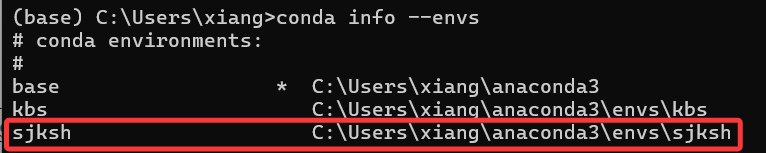 (base) C:\Users\xiang>conda info --envs
# conda environments:
#
base                  *  C:\Users\xiang\anaconda3
kbs                      C:\Users\xiang\anaconda3\envs\kbs
sjksh                    C:\Users\xiang\anaconda3\envs\sjksh